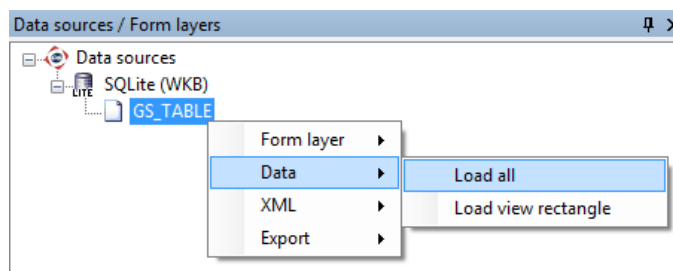 Data sources / Form layers
Data sources
SQLite (WKB)
LITE
GS_TABLE
Form layer
Data
Load all
XML
Load view rectangle
Export